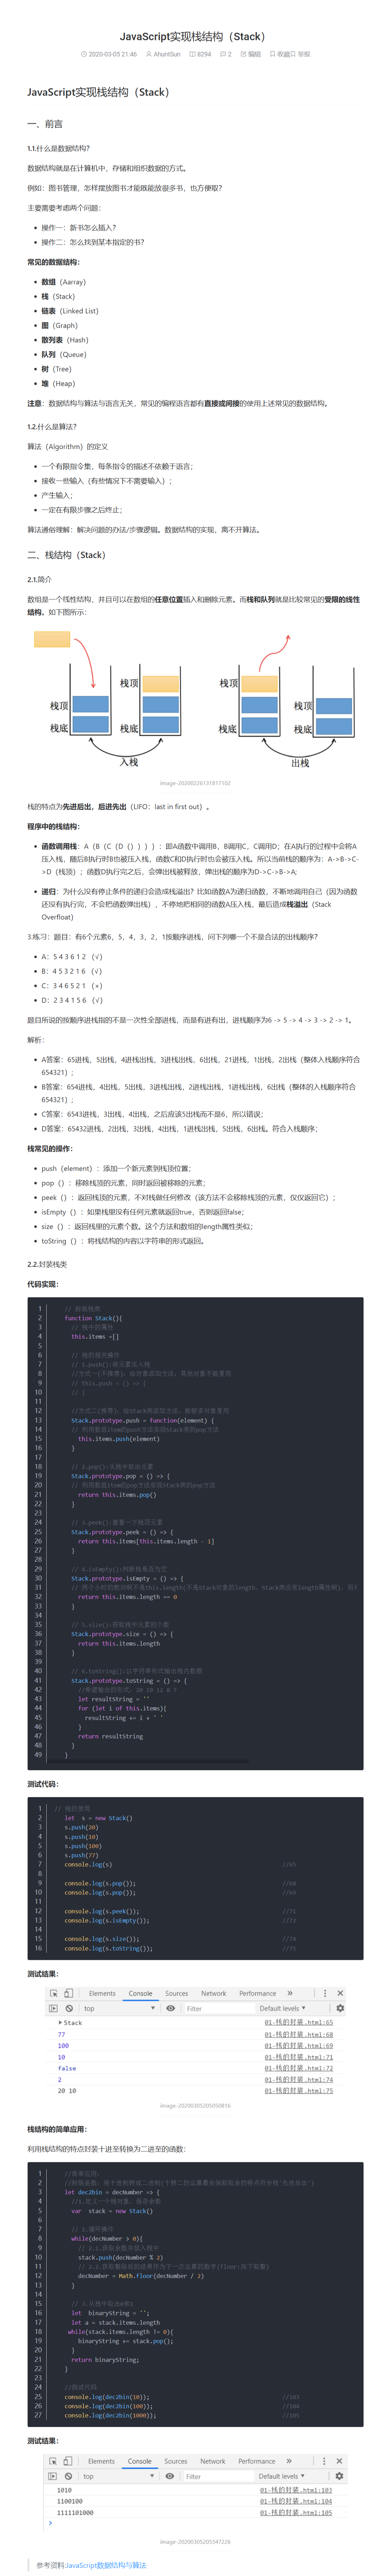 JavaScript实现栈结构（Stack）
2020-03-05 21:46 AhuntSun 8294 2 编辑 收藏 举报
JavaScript实现栈结构（Stack）
一、前言
1.1.什么是数据结构？
数据结构就是在计算机中，存储和组织数据的方式。
例如：图书管理，怎样摆放图书才能既能放很多书，也方便取？
主要需要考虑两个问题：
操作一：新书怎么插入？
操作二：怎么找到某本指定的书？
常见的数据结构：
数组（Aarray）
栈（Stack）
链表（Linked List）
图（Graph）
散列表（Hash）
队列（Queue）
树（Tree）
堆（Heap）
注意：数据结构与算法与语言无关，常见的编程语言都有直接或间接的使用上述常见的数据结构。
1.2.什么是算法？
算法（Algorithm）的定义
一个有限指令集，每条指令的描述不依赖于语言；
接收一些输入（有些情况下不需要输入）；
产生输入；
一定在有限步骤之后终止；
算法通俗理解：解决问题的办法/步骤逻辑。数据结构的实现，离不开算法。
二、栈结构（Stack）
2.1.简介
数组是一个线性结构，并且可以在数组的任意位置插入和删除元素。而栈和队列就是比较常见的受限的线性
结构。如下图所示：
栈顶 栈顶 栈顶 栈顶
栈底 栈底 栈底 栈底
入栈 出栈
image-20200226131817102
栈的特点为先进后出，后进先出（LIFO：last in first out）。
程序中的栈结构：
函数调用栈：A（B（C（D（））））：即A函数中调用B，B调用C，C调用D；在A执行的过程中会将A
压入栈，随后B执行时B也被压入栈，函数C和D执行时也会被压入栈。所以当前栈的顺序为：A->B->C-
>D（栈顶）；函数D执行完之后，会弹出栈被释放，弹出栈的顺序为D->C->B->A;
递归：为什么没有停止条件的递归会造成栈溢出？比如函数A为递归函数，不断地调用自己（因为函数
还没有执行完，不会把函数弹出栈），不停地把相同的函数A压入栈，最后造成栈溢出（Stack
Overfloat）
3.练习：题目：有6个元素6，5，4，3，2，1按顺序进栈，问下列哪一个不是合法的出栈顺序？
A：5 4 3 6 1 2 （√）
B：4 5 3 2 1 6 （√）
C：3 4 6 5 2 1 （×）
D：2 3 4 1 5 6 （√）
题目所说的按顺序进栈指的不是一次性全部进栈，而是有进有出，进栈顺序为6 -> 5 -> 4 -> 3 -> 2 -> 1。
解析：
A答案：65进栈，5出栈，4进栈出栈，3进栈出栈，6出栈，21进栈，1出栈，2出栈（整体入栈顺序符合
654321）;
B答案：654进栈，4出栈，5出栈，3进栈出栈，2进栈出栈，1进栈出栈，6出栈（整体的入栈顺序符合
654321）;
C答案：6543进栈，3出栈，4出栈，之后应该5出栈而不是6，所以错误；
D答案：65432进栈，2出栈，3出栈，4出栈，1进栈出栈，5出栈，6出栈。符合入栈顺序；
栈常见的操作：
push（element）：添加一个新元素到栈顶位置；
pop（）：移除栈顶的元素，同时返回被移除的元素；
peek（）：返回栈顶的元素，不对栈做任何修改（该方法不会移除栈顶的元素，仅仅返回它）；
isEmpty（）：如果栈里没有任何元素就返回true，否则返回false；
size（）：返回栈里的元素个数。这个方法和数组的length属性类似；
toString（）：将栈结构的内容以字符串的形式返回。
2.2.封装栈类
代码实现：
1 // 封装栈类
2 function Stack(){
3 // 栈中的属性
4 this.items =[]
5
6 // 栈的相关操作
7 // 1.push():将元素压入栈
8 //方式一(不推荐)：给对象添加方法，其他对象不能复用
9 // this.push = () => {
10 // }
11
12 //方式二(推荐)：给Stack类添加方法，能够多对象复用
13 Stack.prototype.push = function(element) {
14 // 利用数组item的push方法实现Stack类的pop方法
15 this.items.push(element)
16 }
17
18 // 2.pop():从栈中取出元素
19 Stack.prototype.pop = () => {
20 // 利用数组item的pop方法实现Stack类的pop方法
21 return this.items.pop()
22 }
23
24 // 3.peek():查看一下栈顶元素
25 Stack.prototype.peek = () => {
26 return this.items[this.items.length - 1]
27 }
28
29 // 4.isEmpty():判断栈是否为空
30 Stack.prototype.isEmpty = () => {
31 // 两个小时的教训啊不是this.length(不是Stack对象的length，Stack类没有length属性啊)，而
32 return this.items.length == 0
33 }
34
35 // 5.size():获取栈中元素的个数
36 Stack.prototype.size = () => {
37 return this.items.length
38 }
39
40 // 6.toString():以字符串形式输出栈内数据
41 Stack.prototype.toString = () => {
42 //希望输出的形式：20 10 12 8 7
43 let resultString = ''
44 for (let i of this.items){
45 resultString += i + ' '
46 }
47 return resultString
48 }
49 }
测试代码：
1 // 栈的使用
2 let s = new Stack()
3 s.push(20)
4 s.push(10)
5 s.push(100)
6 s.push(77)
7 console.log(s) //65
8
9 console.log(s.pop()); //68
10 console.log(s.pop()); //69
11
12 console.log(s.peek()); //71
13 console.log(s.isEmpty()); //72
14
15 console.log(s.size()); //74
16 console.log(s.toString()); //75
测试结果：
Elements Console Sources Network Performance
top Filter Default levels
Stack 01-栈的封装.html:65
77 01-栈的封装.html:68
100 01-栈的封装.html:69
10 01-栈的封装.html:71
false 01-栈的封装.html:72
2 01-栈的封装.html:74
20 10 01-栈的封装.html:75
image-20200305205050816
栈结构的简单应用：
利用栈结构的特点封装十进至转换为二进至的函数：
1 //简单应用：
2 //封装函数：将十进制转成二进制(十转二的运算最后倒叙取余的特点符合栈'先进后出')
3 let dec2bin = decNumber => {
4 //1.定义一个栈对象，保存余数
5 var stack = new Stack()
6
7 // 2.循环操作
8 while(decNumber > 0){
9 // 2.1.获取余数并放入栈中
10 stack.push(decNumber % 2)
11 // 2.2.获取整除后的结果作为下一次运算的数字(floor:向下取整)
12 decNumber = Math.floor(decNumber / 2)
13 }
14
15 // 3.从栈中取出0和1
16 let binaryString = '';
17 let a = stack.items.length
18 while(stack.items.length != 0){
19 binaryString += stack.pop();
20 }
21 return binaryString;
22 }
23
24 //测试代码
25 console.log(dec2bin(10)); //103
26 console.log(dec2bin(100)); //104
27 console.log(dec2bin(1000)); //105
测试结果：
Elements Console Sources Network Performance
top Filter Default levels
1010 01-栈的封装.html:103
1100100 01-栈的封装.html:104
1111101000 01-栈的封装.html:105
image-20200305205347226
参考资料:JavaScript数据结构与算法